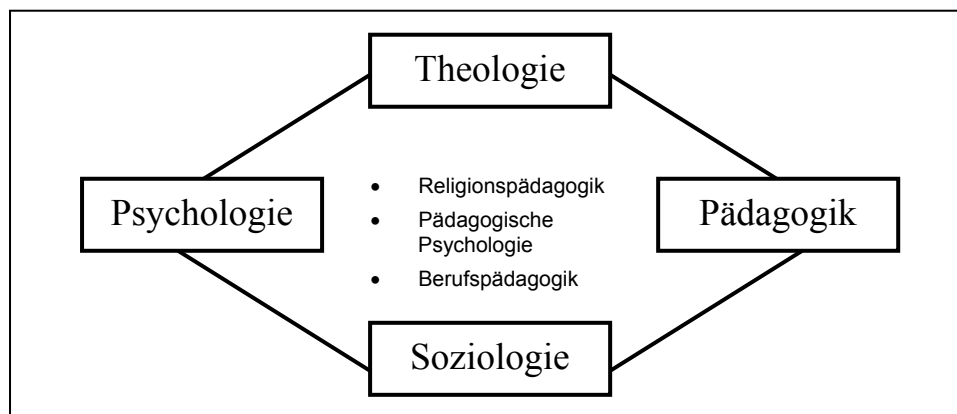 Theologie
Psychologie
• Religionspädagogik
• Pädagogische
Psychologie
• Berufspädagogik
Pädagogik
Soziologie